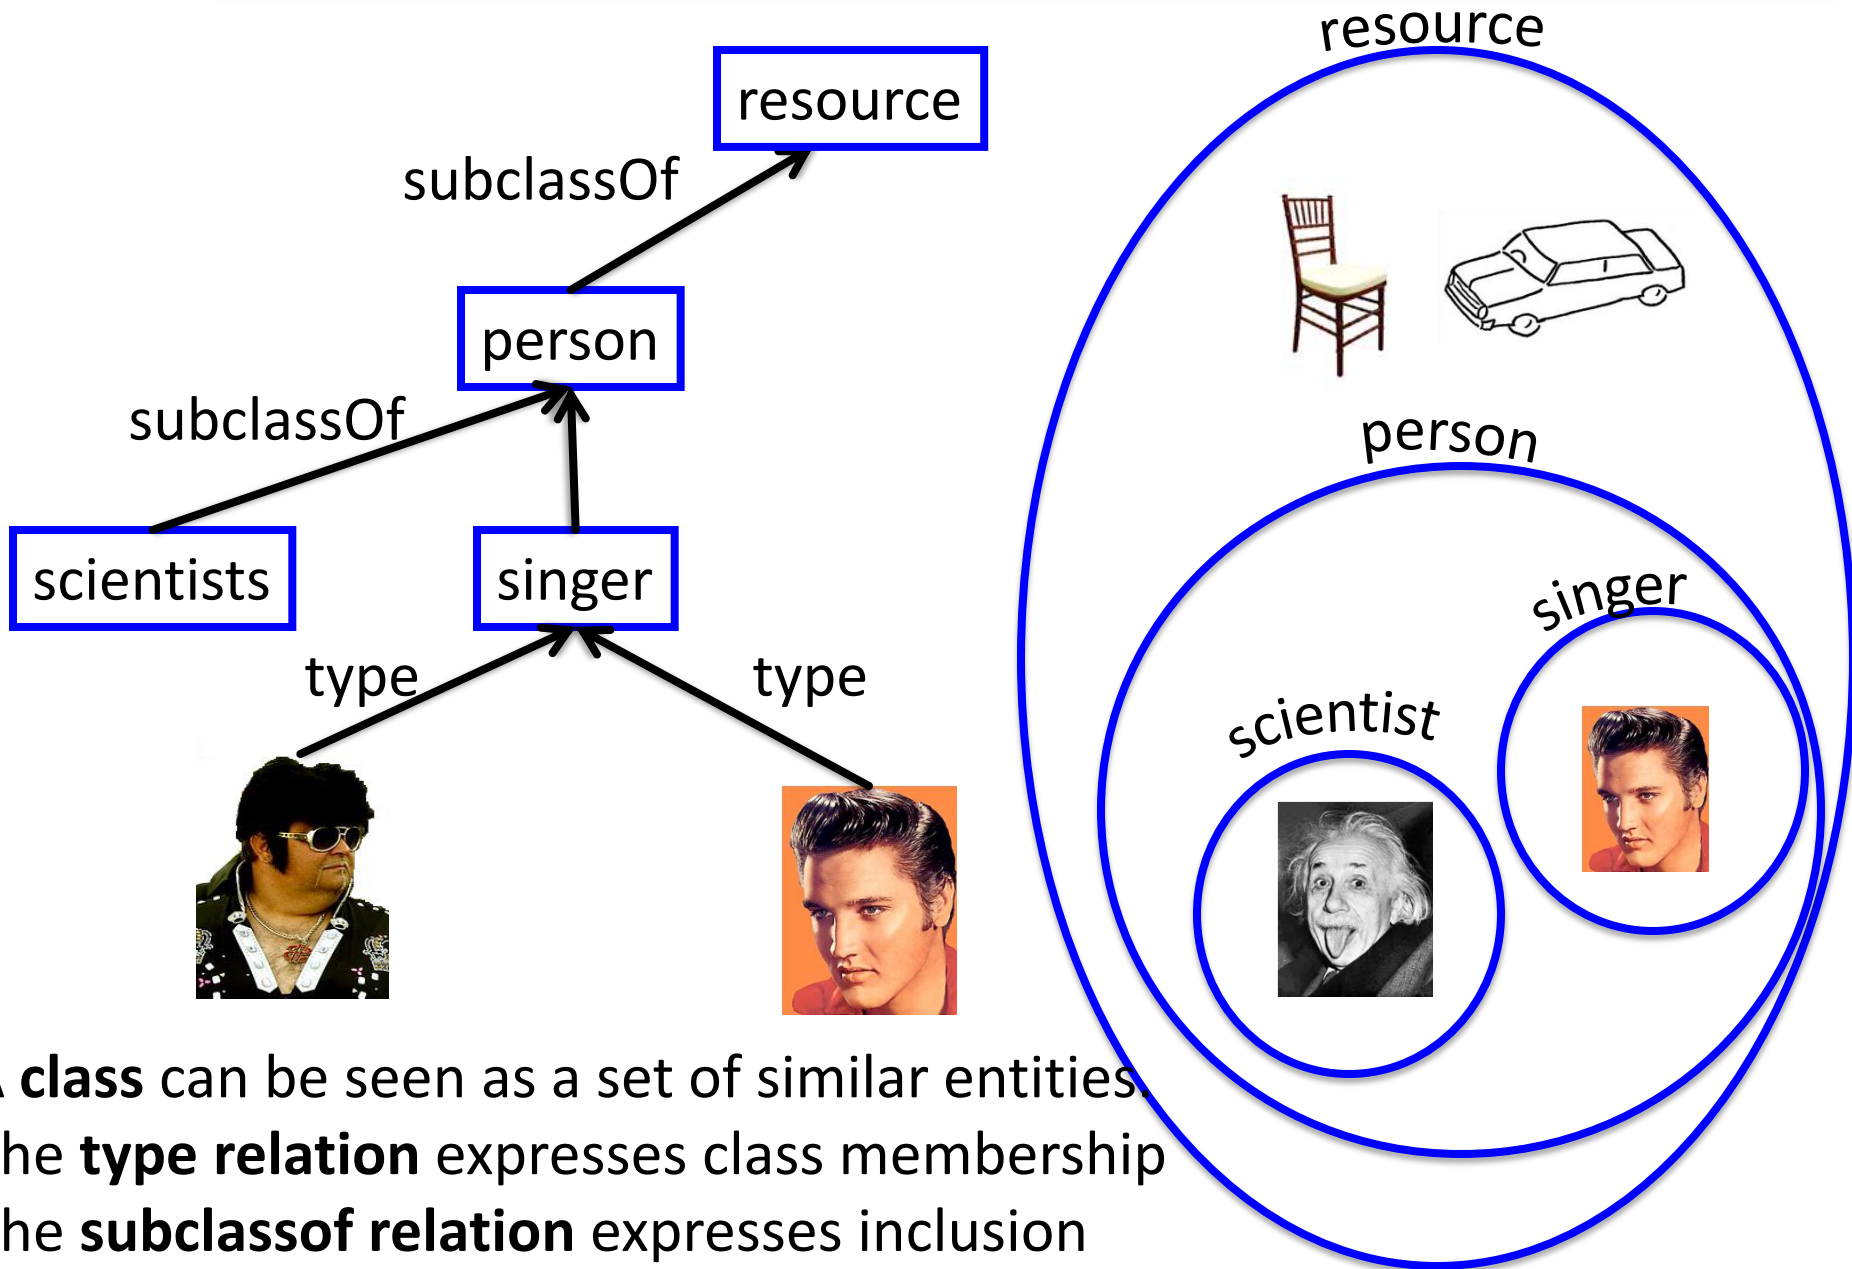 resource
subclassOf
person
subclassOf
scientists
singer
type
type
resource
person
singer
scientist
A class can be seen as a set of similar entities.
he type relation expresses class membership
he subclassof relation expresses inclusion